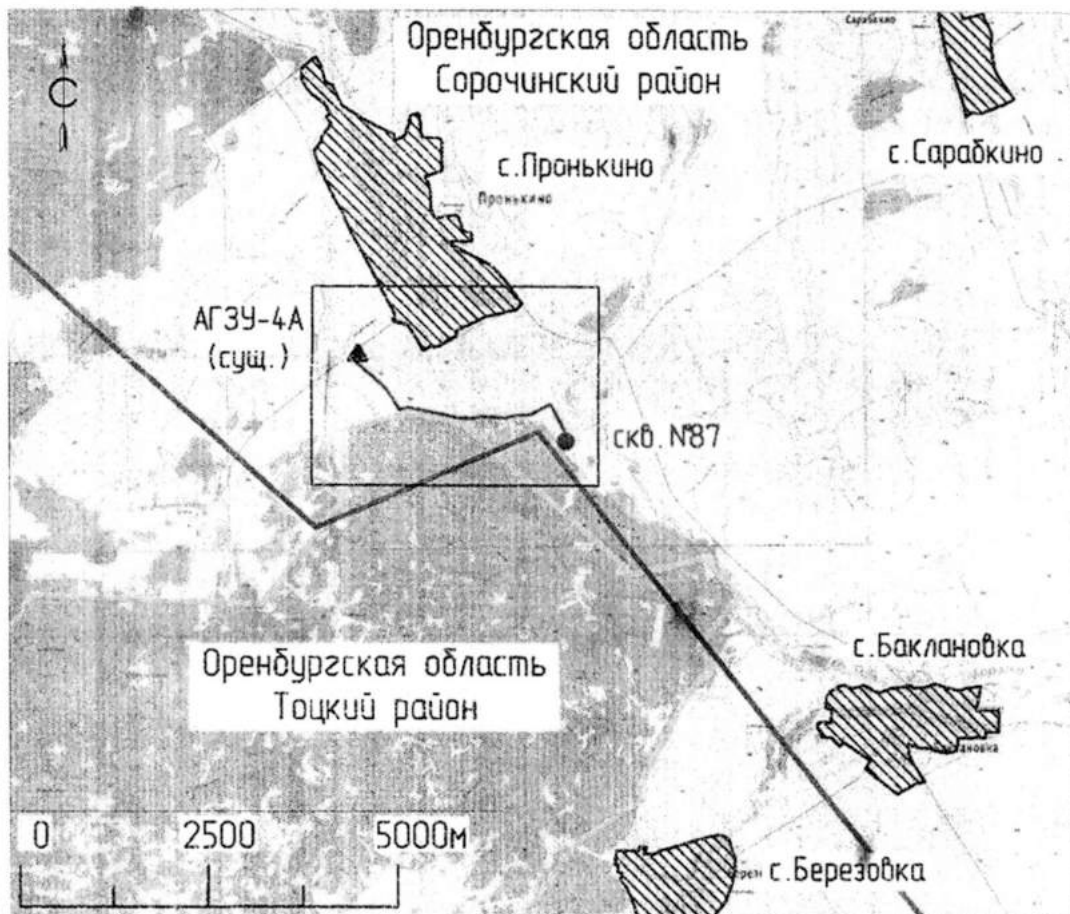 Сарабкино
Оренбургская область
Сорочинский район
с.Сарабкино
с.Пронькино
Пронькино
АГЗУ-4А
(сущ.)
скв. №87
Оренбургская область
Тоцкий район
с.Баклановка
0 2500 5000м
с.Березовка